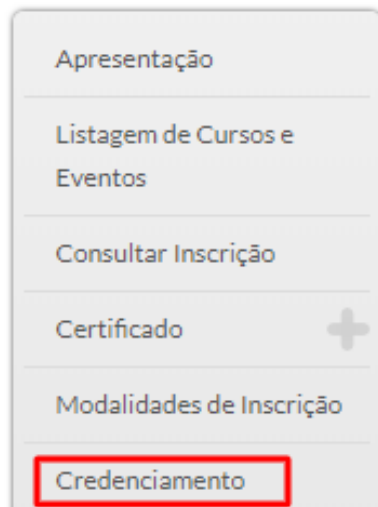 Apresentação
Listagem de Cursos e
Eventos
Consultar Inscrição
Certificado
Modalidades de Inscrição
Credenciamento